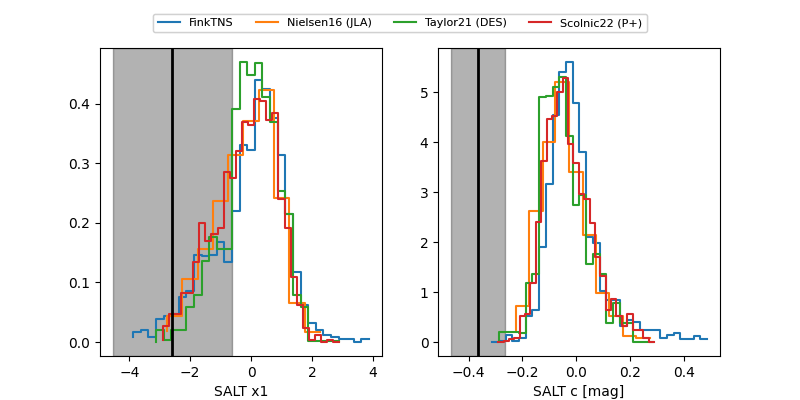 FinkTNS Nielsen16 (JLA) Taylor21 (DES) Scolnic22 (P+)
0.4
0.3
0.2
0.1
0.0
−4 −2 0 2 4
SALT x1
5
4
3
2
1
0
−0.4 −0.2 0.0 0.2 0.4
SALT c [mag]